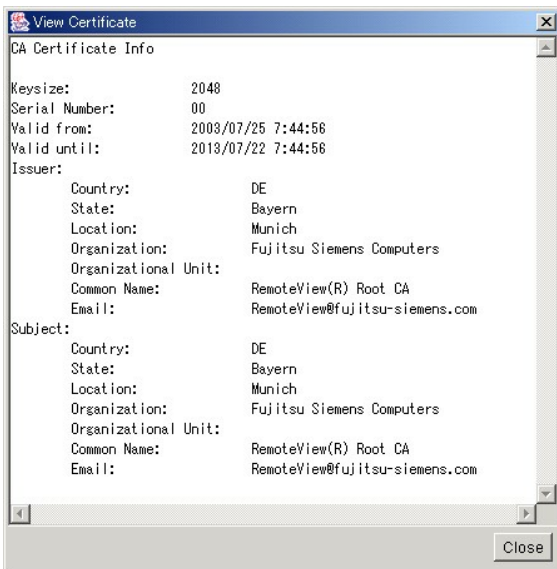 View Certificate
CA Certificate Info
Keysize: 2048
Serial Number: 00
Valid from: 2003/07/25 7:44:56
Valid until: 2013/07/22 7:44:56
Issuer:
Country: DE
State: Bayern
Location: Munich
Organization: Fujitsu Siemens Computers
Organizational Unit:
Common Name: RemoteView(R) Root CA
Email: RemoteView@fujitsu-siemens.com
Subject:
Country: DE
State: Bayern
Location: Munich
Organization: Fujitsu Siemens Computers
Organizational Unit:
Common Name: RemoteView(R) Root CA
Email: RemoteView@fujitsu-siemens.com
Close